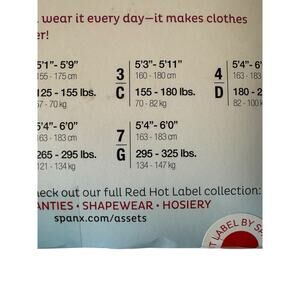 wear it every day—it makes clothes
er!
5'1"- 5'9"
155 - 175 cm
125 - 155 lbs.
57 - 70 kg
3
C
5'3"- 5'11"
160 - 180 cm
155 - 180 lbs.
70 - 82 kg
4
D
5'4"- 6'0"
163 - 183
180 - 2
82 - 100 k
5'4"- 6'0"
163 - 183 cm
265 - 295 lbs.
121 - 134 kg
7
G
5'4"- 6'0"
163 - 183 cm
295 - 325 lbs.
134 - 147 kg
heck out our full Red Hot Label collection:
ANTIES • SHAPEWEAR • HOSIERY
spanx.com/assets
T LABEL BY S